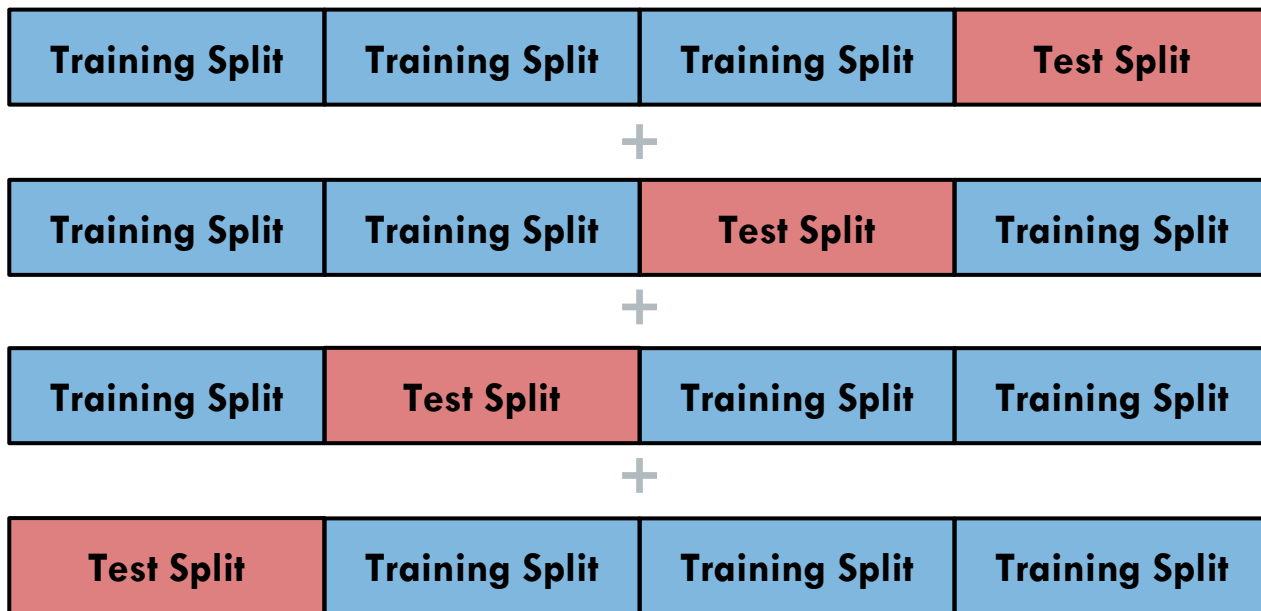 Training Split Training Split Training Split Test Split
+
Training Split Training Split Test Split Training Split
+
Training Split Test Split Training Split Training Split
+
Test Split Training Split Training Split Training Split